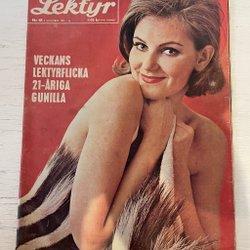 Lektyr
VECKANS
LEKTYRFLICKA
21-ÅRIGA
GUNILLA